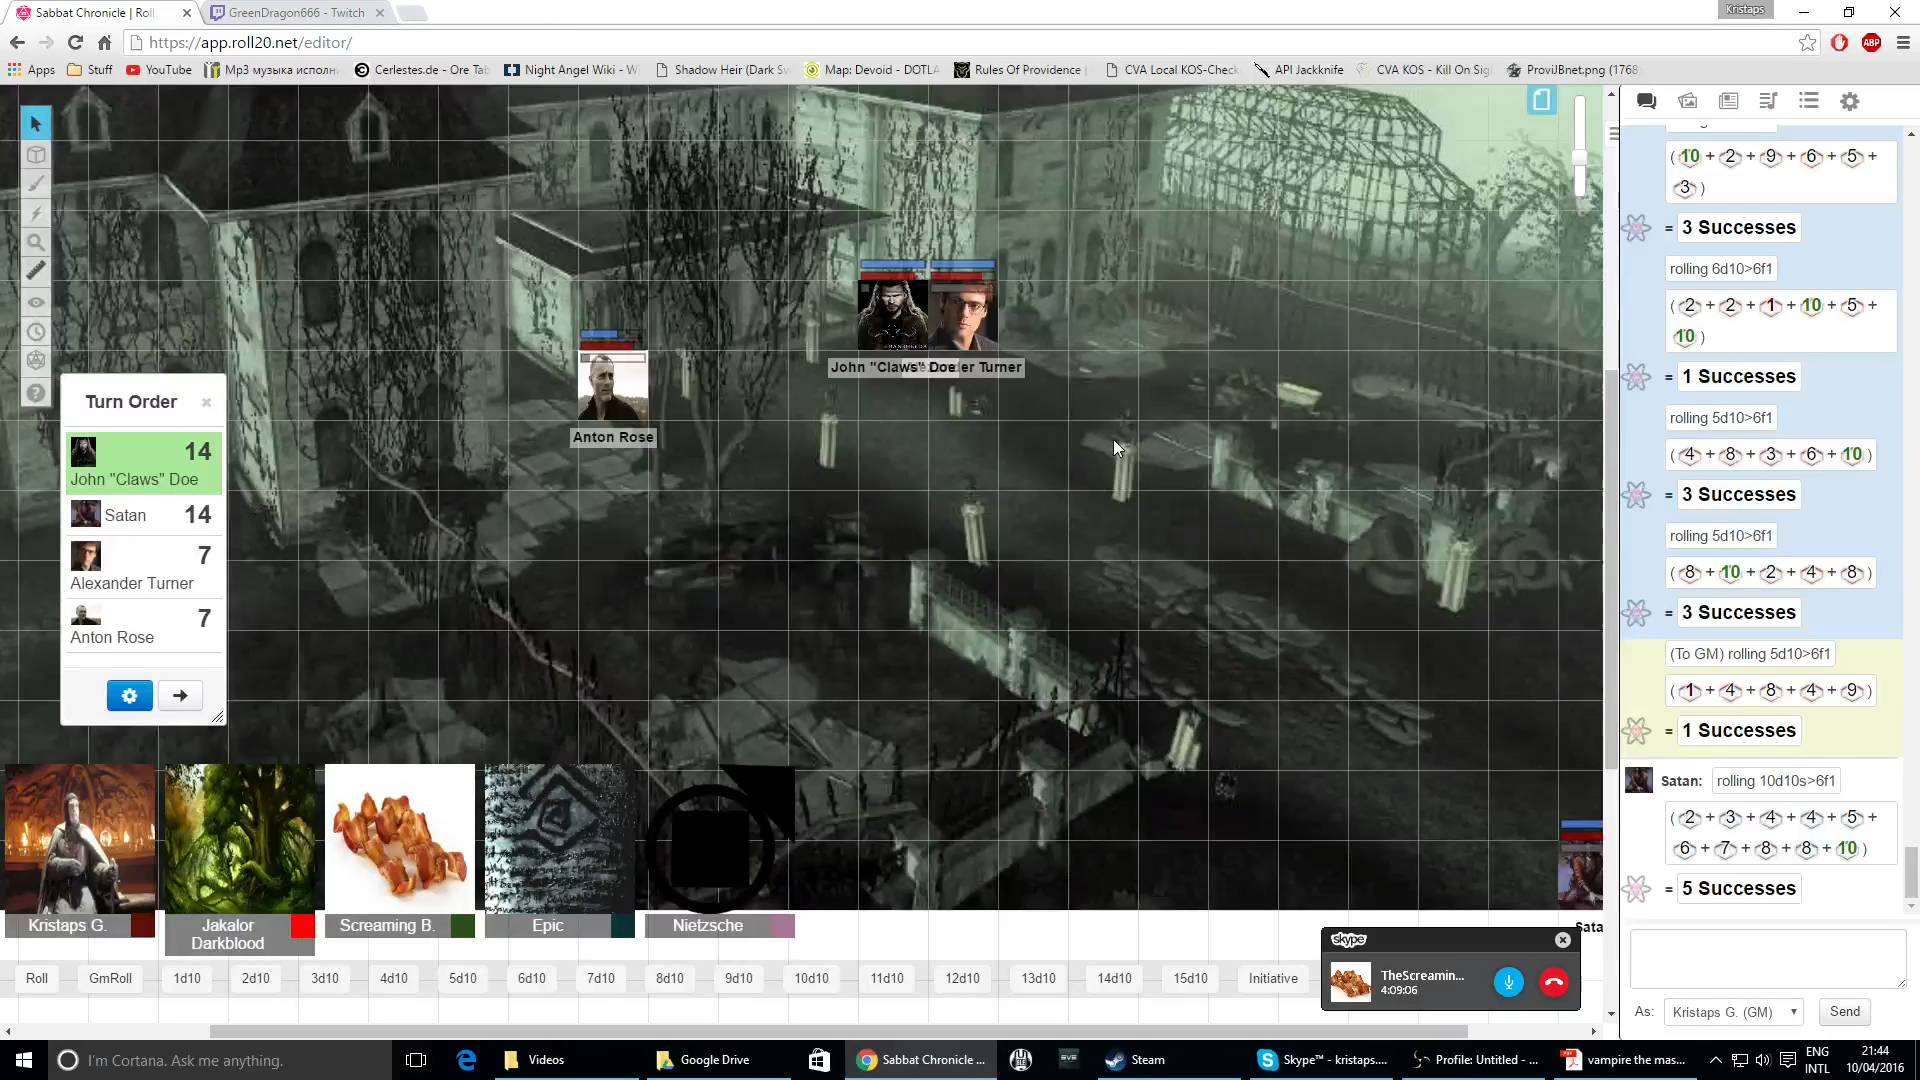 Sabbat Chronicle | Roll
GreenDragon666 - Twitch
Kristaps
https://app.roll20.net/editor/
Apps
Stuff
YouTube
Mp3 музыка исполни
Cerlestes.de - Ore Tab
Night Angel Wiki - W
Shadow Heir (Dark Sw
Map: Devoid - DOTLA
Rules Of Providence
CVA Local KOS-Check
API Jackknife
CVA KOS - Kill On Sigh
ProviJBnet.png (1768
ABP
John "Claws" Doe
er Turner
Anton Rose
Turn Order
14
John "Claws" Doe
Satan 14
7
Alexander Turner
7
Anton Rose
Kristaps G.
Jakalor
Darkblood
Screaming B.
Epic
Nietzsche
Roll
GmRoll
1d10
2d10
3d10
4d10
5d10
6d10
7d10
8d10
9d10
10d10
11d10
12d10
13d10
14d10
15d10
Initiative
(10+2+9+6+5+
3)
= 3 Successes
rolling 6d10>6f1
(2+2+1+10+5+
10)
= 1 Successes
rolling 5d10>6f1
(4+8+3+6+10)
= 3 Successes
rolling 5d10>6f1
(8+10+2+4+8)
= 3 Successes
(To GM) rolling 5d10>6f1
(1+4+8+4+9)
= 1 Successes
Satan: rolling 10d10s>6f1
(2+3+4+4+5+
6+7+8+8+10)
= 5 Successes
Sata
skype
TheScreamin...
4:09:06
As: Kristaps G. (GM)
Send
I'm Cortana. Ask me anything.
Videos
Google Drive
Sabbat Chronicle ...
EVE
Steam
Skype™ - kristaps....
Profile: Untitled - ...
vampire the mas...
ENG
INTL
21:44
10/04/2016